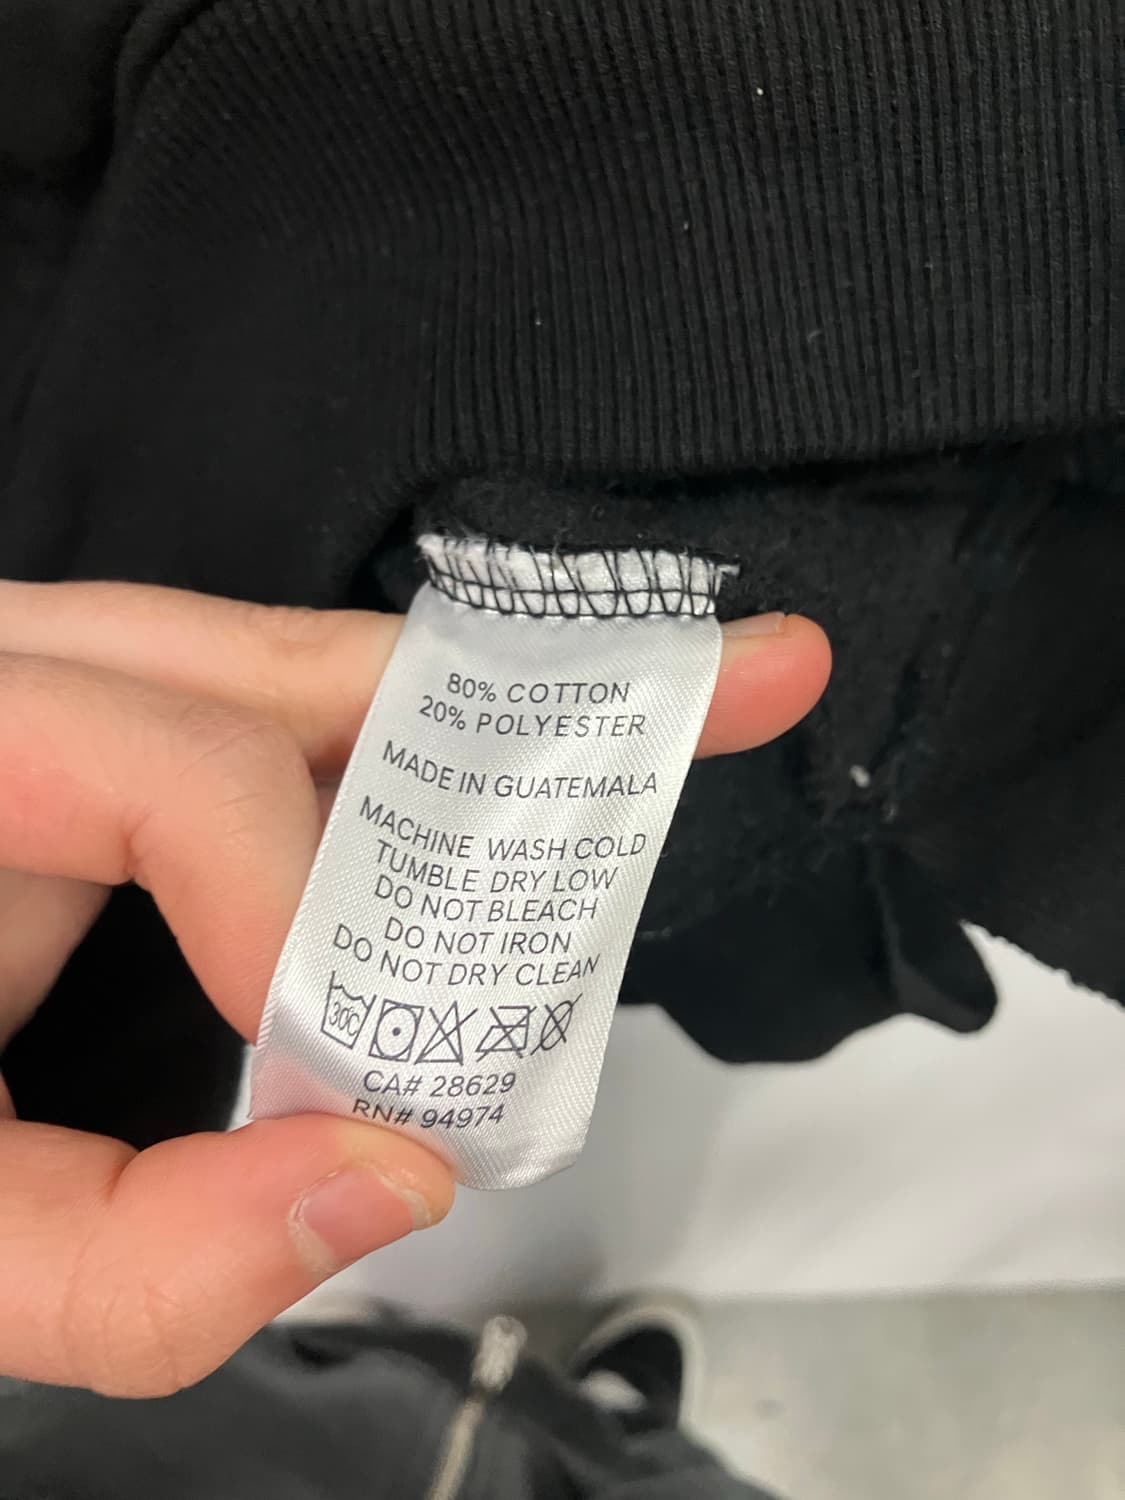 80% COTTON
20% POLYESTER
MADE IN GUATEMALA
MACHINE WASH COLD
TUMBLE DRY LOW
DO NOT BLEACH
DO NOT IRON
DO NOT DRY CLEAN
30C
CA# 28629
RN# 94974